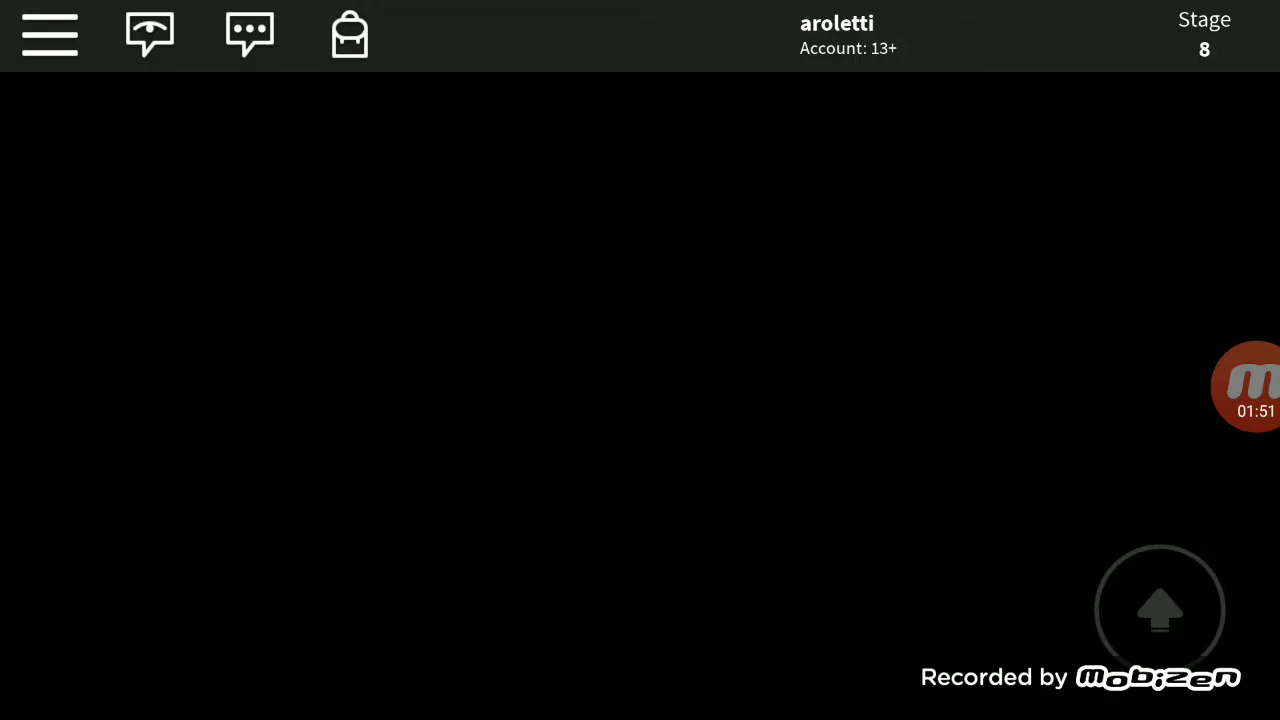 aroletti
Account: 13+
Stage
8
01:51
Recorded by mobizen